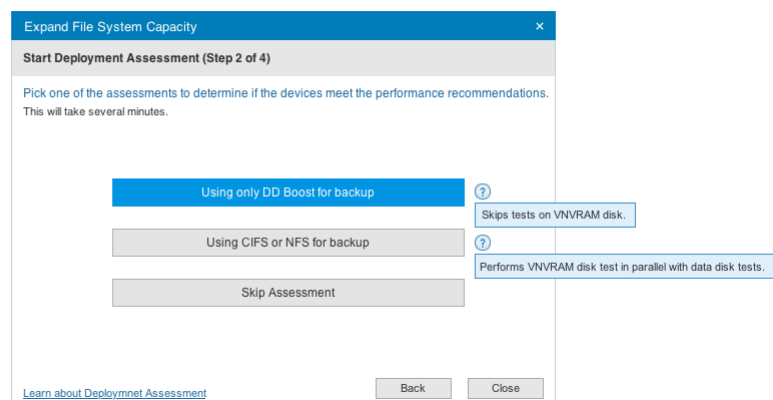 Expand File System Capacity ×
Start Deployment Assessment (Step 2 of 4)
Pick one of the assessments to determine if the devices meet the performance recommendations.
This will take several minutes.
Using only DD Boost for backup ?
Skips tests on VNVRAM disk.
Using CIFS or NFS for backup ?
Performs VNVRAM disk test in parallel with data disk tests.
Skip Assessment
Learn about Deploymnet Assessment
Back
Close